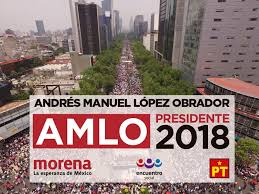 ANDRÉS MANUEL LÓPEZ OBRADOR
AMLO
PRESIDENTE
2018
morena
La esperanza de México
encuentro
social
PT